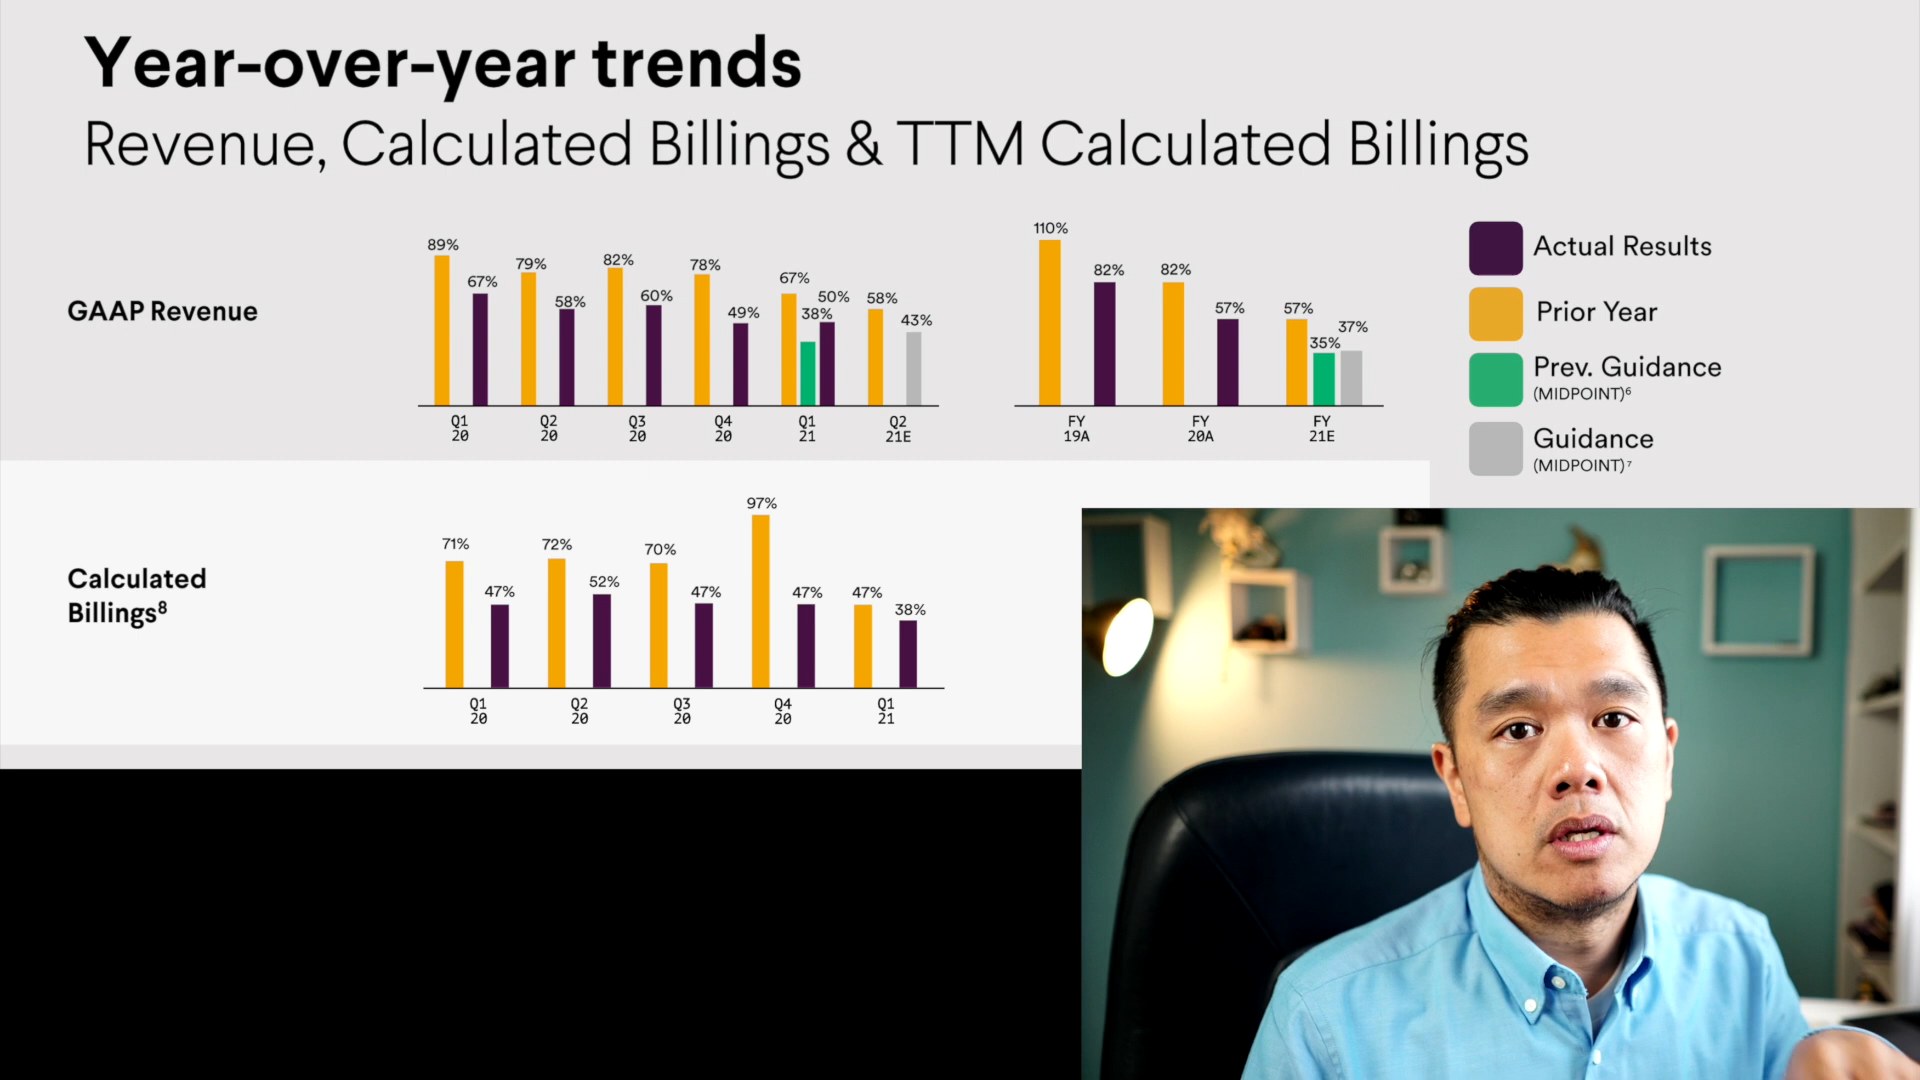 Year-over-year trends
Revenue, Calculated Billings & TTM Calculated Billings
GAAP Revenue
89% 67% 79% 58% 82% 60% 78% 49% 67% 38% 50% 58% 43%
Q1 Q2 Q3 Q4 Q1 Q2
20 20 20 20 21 21E
110% 82% 82% 57% 57% 35% 37%
FY FY FY
19A 20A 21E
Actual Results
Prior Year
Prev. Guidance
(MIDPOINT)⁶
Guidance
(MIDPOINT)⁷
Calculated
Billings⁸
71% 47% 72% 52% 70% 47% 97% 47% 47% 38%
Q1 Q2 Q3 Q4 Q1
20 20 20 20 21